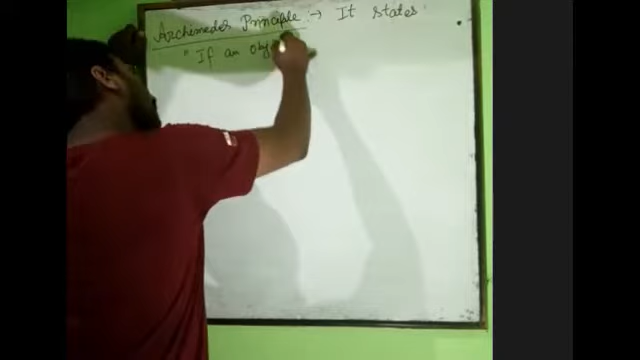 Archimedes Principle :→ It states
" If an obj